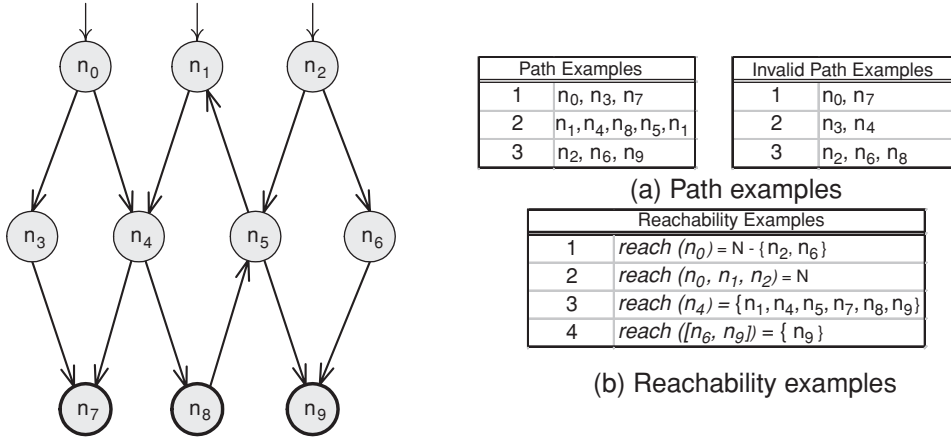 n0 n1 n2
n3 n4 n5 n6
n7 n8 n9
Path Examples
1 n0, n3, n7
2 n1,n4,n8,n5,n1
3 n2, n6, n9
Invalid Path Examples
1 n0, n7
2 n3, n4
3 n2, n6, n8
(a) Path examples
Reachability Examples
1 reach (n0) = N - {n2, n6}
2 reach (n0, n1, n2) = N
3 reach (n4) = {n1, n4, n5, n7, n8, n9}
4 reach ([n6, n9]) = { n9 }
(b) Reachability examples